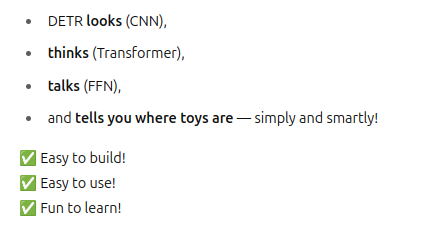 • DETR looks (CNN),
• thinks (Transformer),
• talks (FFN),
• and tells you where toys are — simply and smartly!
✅ Easy to build!
✅ Easy to use!
✅ Fun to learn!